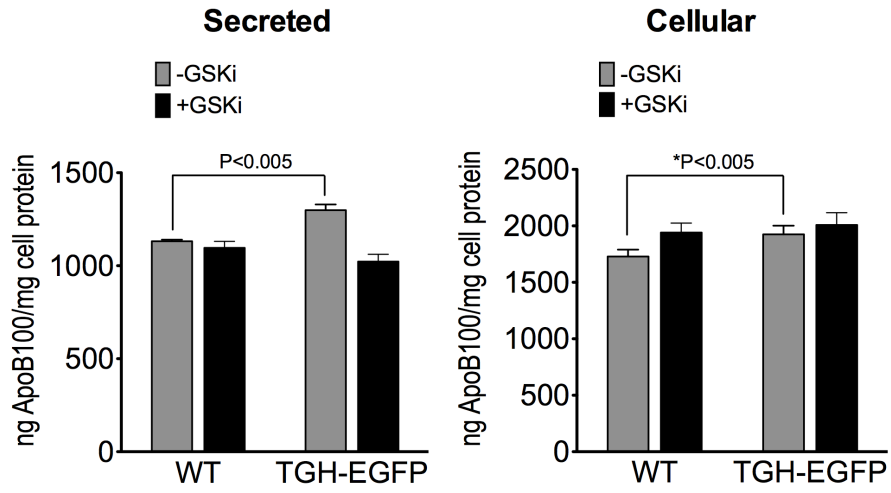 Secreted
-GSKi
+GSKi
P<0.005
ng ApoB100/mg cell protein
1500
1000
500
0
WT
TGH-EGFP
Cellular
-GSKi
+GSKi
*P<0.005
ng ApoB100/mg cell protein
2500
2000
1500
1000
500
0
WT
TGH-EGFP